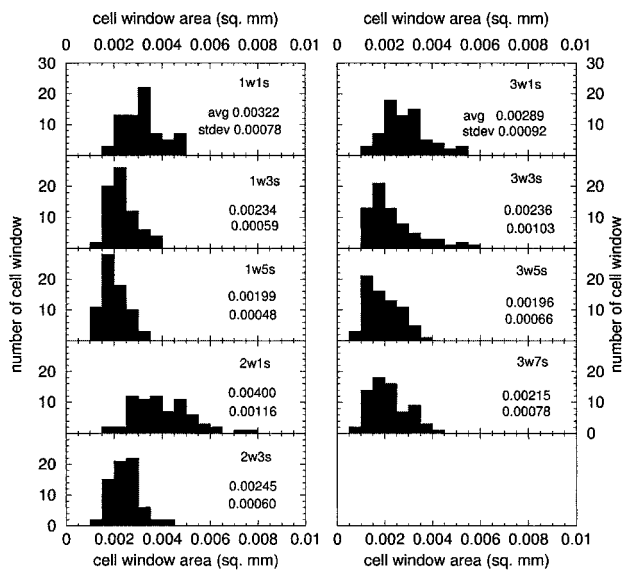 cell window area (sq. mm)
cell window area (sq. mm)
0 0.002 0.004 0.006 0.008 0.01
0 0.002 0.004 0.006 0.008 0.01
number of cell window
30
20
10
1w1s
avg 0.00322
stdev 0.00078
20
10
1w3s
0.00234
0.00059
20
10
1w5s
0.00199
0.00048
20
10
2w1s
0.00400
0.00116
20
10
0
2w3s
0.00245
0.00060
0 0.002 0.004 0.006 0.008 0.01
cell window area (sq. mm)
number of cell window
30
20
10
3w1s
avg 0.00289
stdev 0.00092
20
10
3w3s
0.00236
0.00103
20
10
3w5s
0.00196
0.00066
20
10
0
3w7s
0.00215
0.00078
0 0.002 0.004 0.006 0.008 0.01
cell window area (sq. mm)